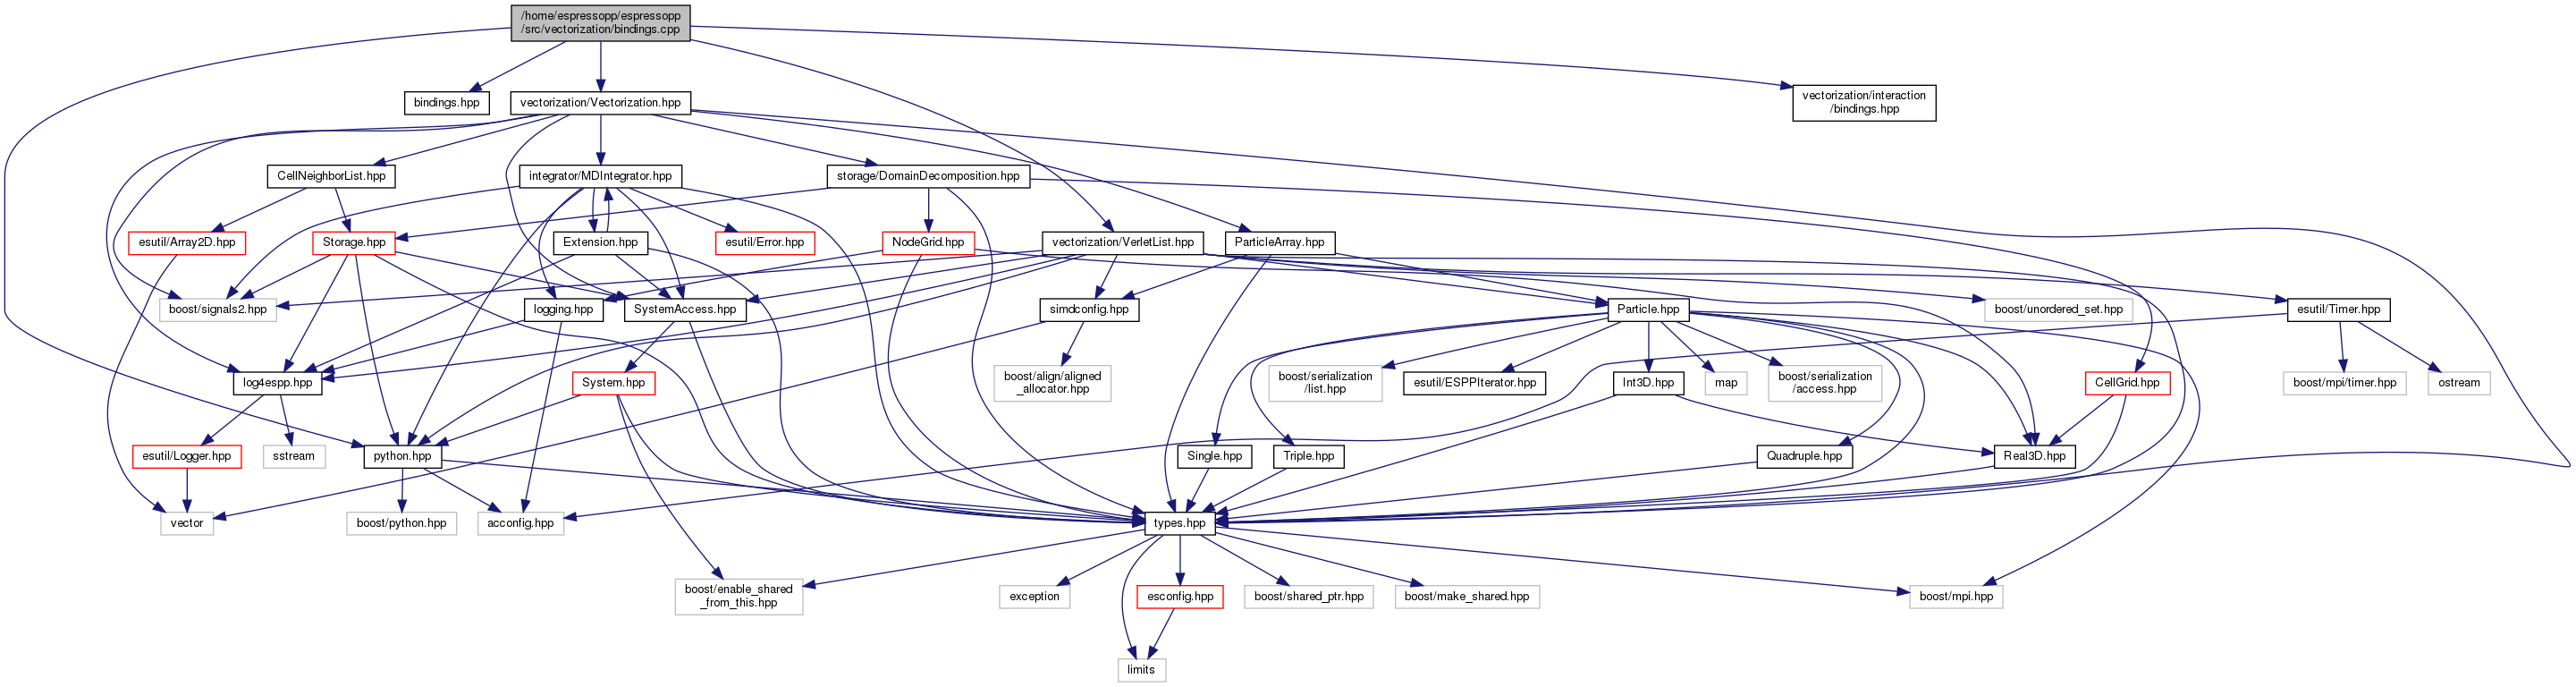 /home/espressopp/espressopp
/src/vectorization/bindings.cpp
bindings.hpp
vectorization/Vectorization.hpp
vectorization/interaction
/bindings.hpp
CellNeighborList.hpp
integrator/MDIntegrator.hpp
storage/DomainDecomposition.hpp
esutil/Array2D.hpp
Storage.hpp
Extension.hpp
esutil/Error.hpp
NodeGrid.hpp
vectorization/VerletList.hpp
ParticleArray.hpp
boost/signals2.hpp
logging.hpp
SystemAccess.hpp
simdconfig.hpp
Particle.hpp
boost/unordered_set.hpp
esutil/Timer.hpp
log4espp.hpp
System.hpp
boost/align/aligned
_allocator.hpp
boost/serialization
/list.hpp
esutil/ESPPIterator.hpp
Int3D.hpp
map
boost/serialization
/access.hpp
CellGrid.hpp
boost/mpi/timer.hpp
ostream
esutil/Logger.hpp
sstream
python.hpp
Single.hpp
Triple.hpp
Quadruple.hpp
Real3D.hpp
vector
boost/python.hpp
acconfig.hpp
types.hpp
boost/enable_shared
_from_this.hpp
exception
esconfig.hpp
boost/shared_ptr.hpp
boost/make_shared.hpp
boost/mpi.hpp
limits